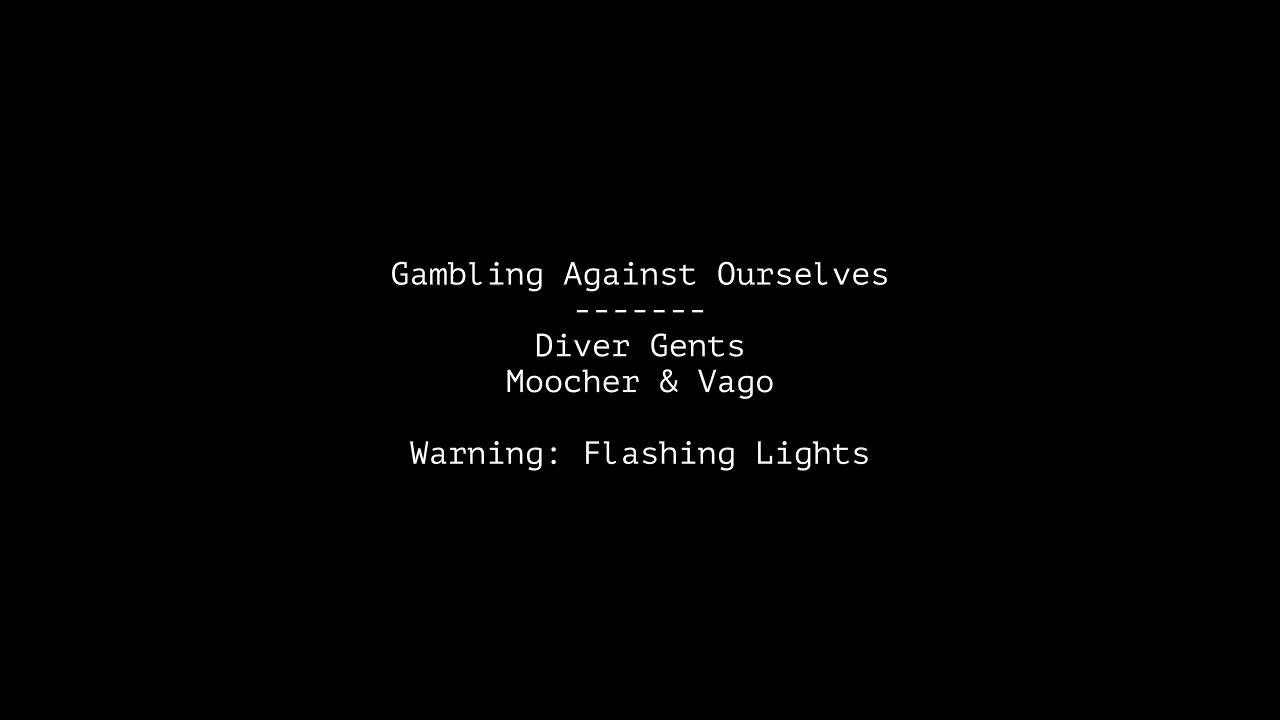 Gambling Against Ourselves
-------
Diver Gents
Moocher & Vago
Warning: Flashing Lights